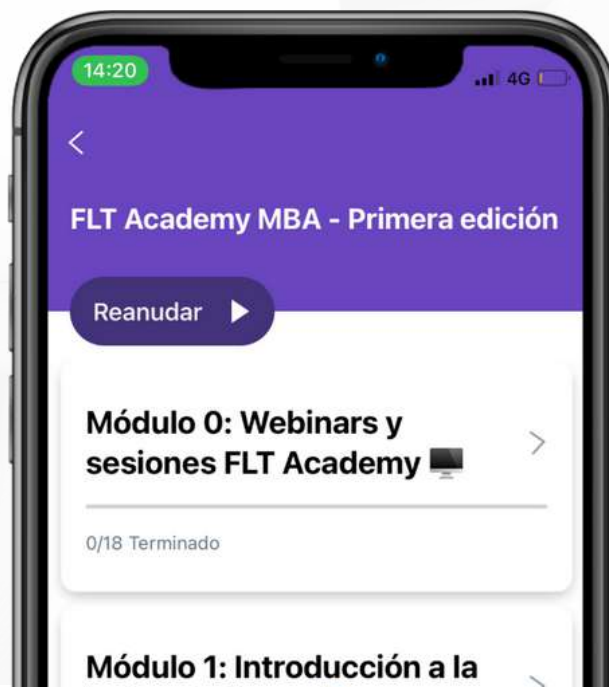 14:20
4G
FLT Academy MBA - Primera edición
Reanudar
Módulo 0: Webinars y
sesiones FLT Academy
0/18 Terminado
Módulo 1: Introducción a la